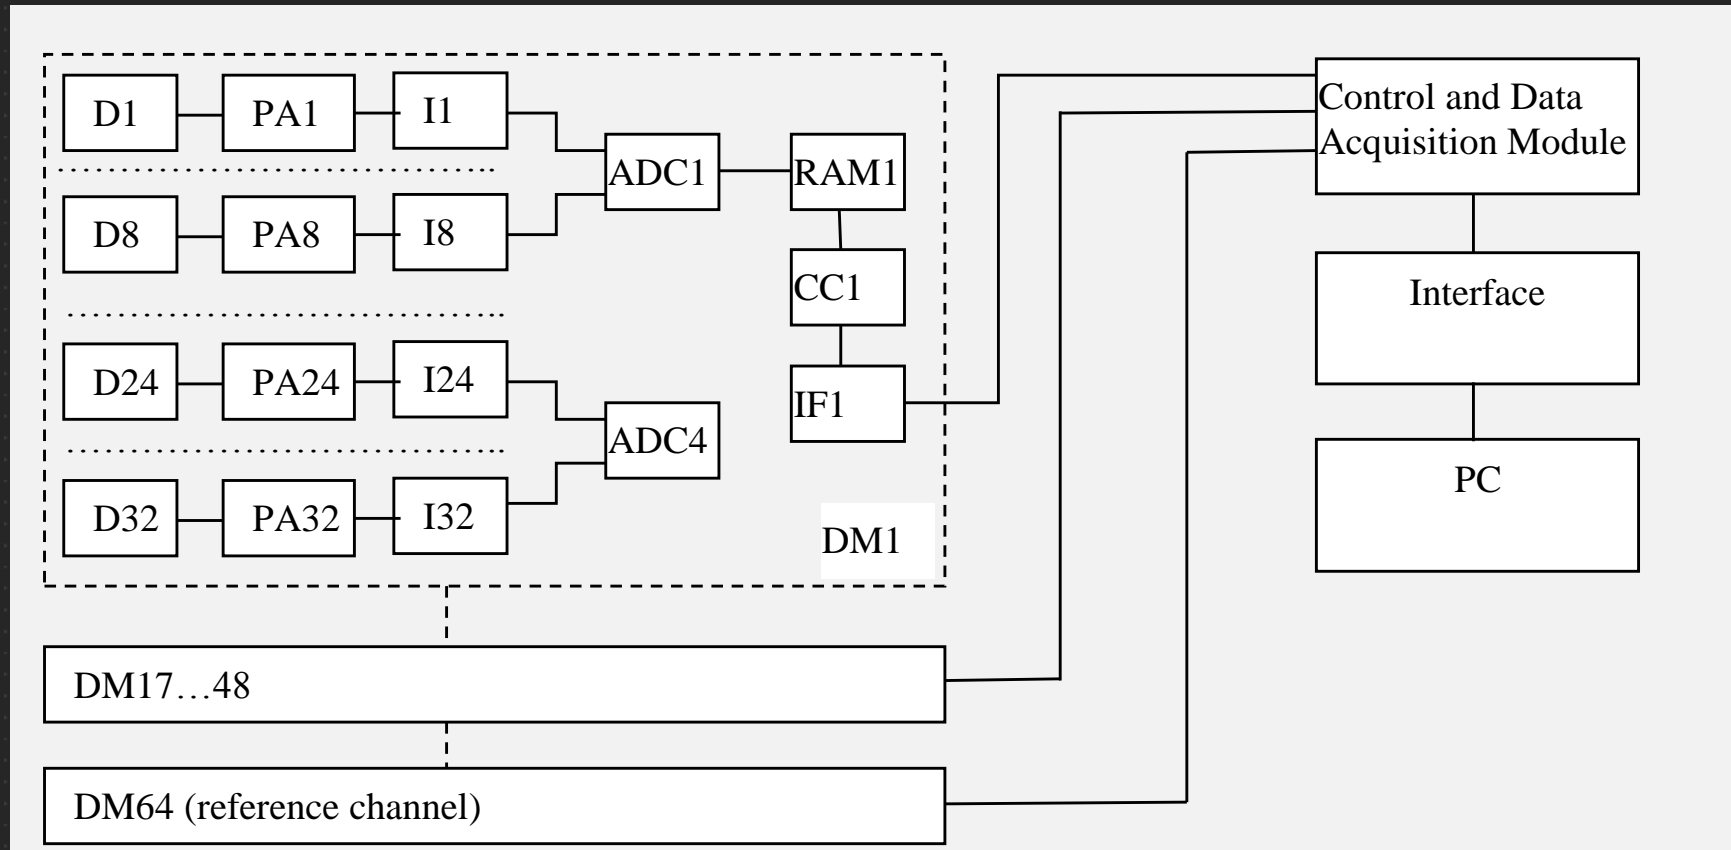 D1
PA1
I1
D8
PA8
I8
ADC1
RAM1
CC1
IF1
D24
PA24
I24
ADC4
D32
PA32
I32
DM1
DM17…48
DM64 (reference channel)
Control and Data
Acquisition Module
Interface
PC